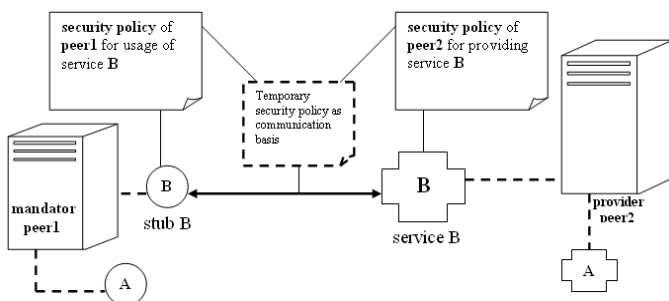 security policy of
peer1 for usage of
service B
security policy of
peer2 for providing
service B
Temporary
security policy as
communication
basis
B
stub B
B
service B
mandator
peer1
provider
peer2
A
A